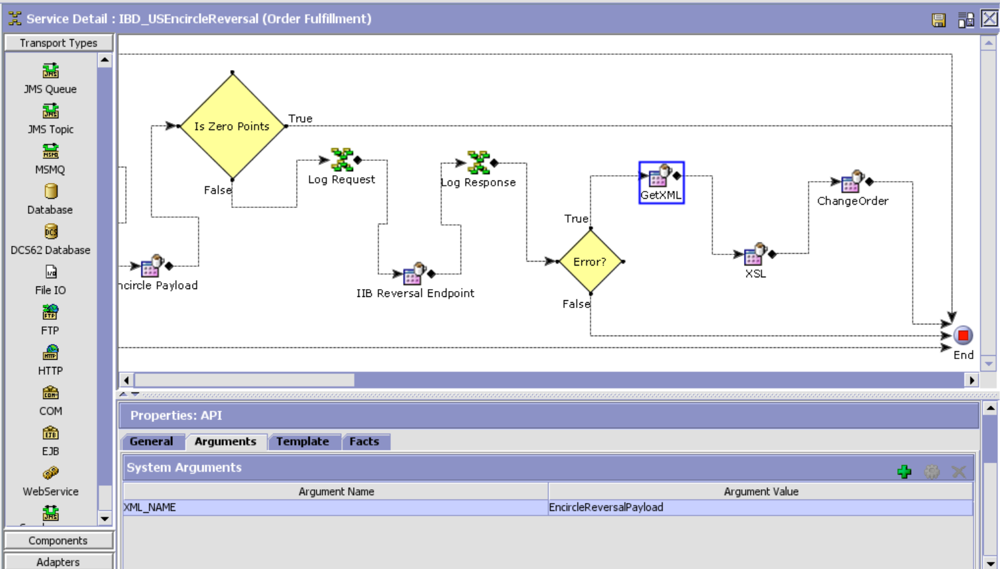 Service Detail : IBD_USEncircleReversal (Order Fulfillment)
Transport Types
JMS Queue
JMS Topic
MSMQ
Database
DCS62 Database
File IO
FTP
HTTP
COM
EJB
WebService
Components
Adapters
Is Zero Points
True
False
Log Request
Log Response
GetXML
ChangeOrder
True
Error?
False
XSL
ncircle Payload
IIB Reversal Endpoint
End
Properties: API
General Arguments Template Facts
System Arguments
Argument Name Argument Value
XML_NAME EncircleReversalPayload